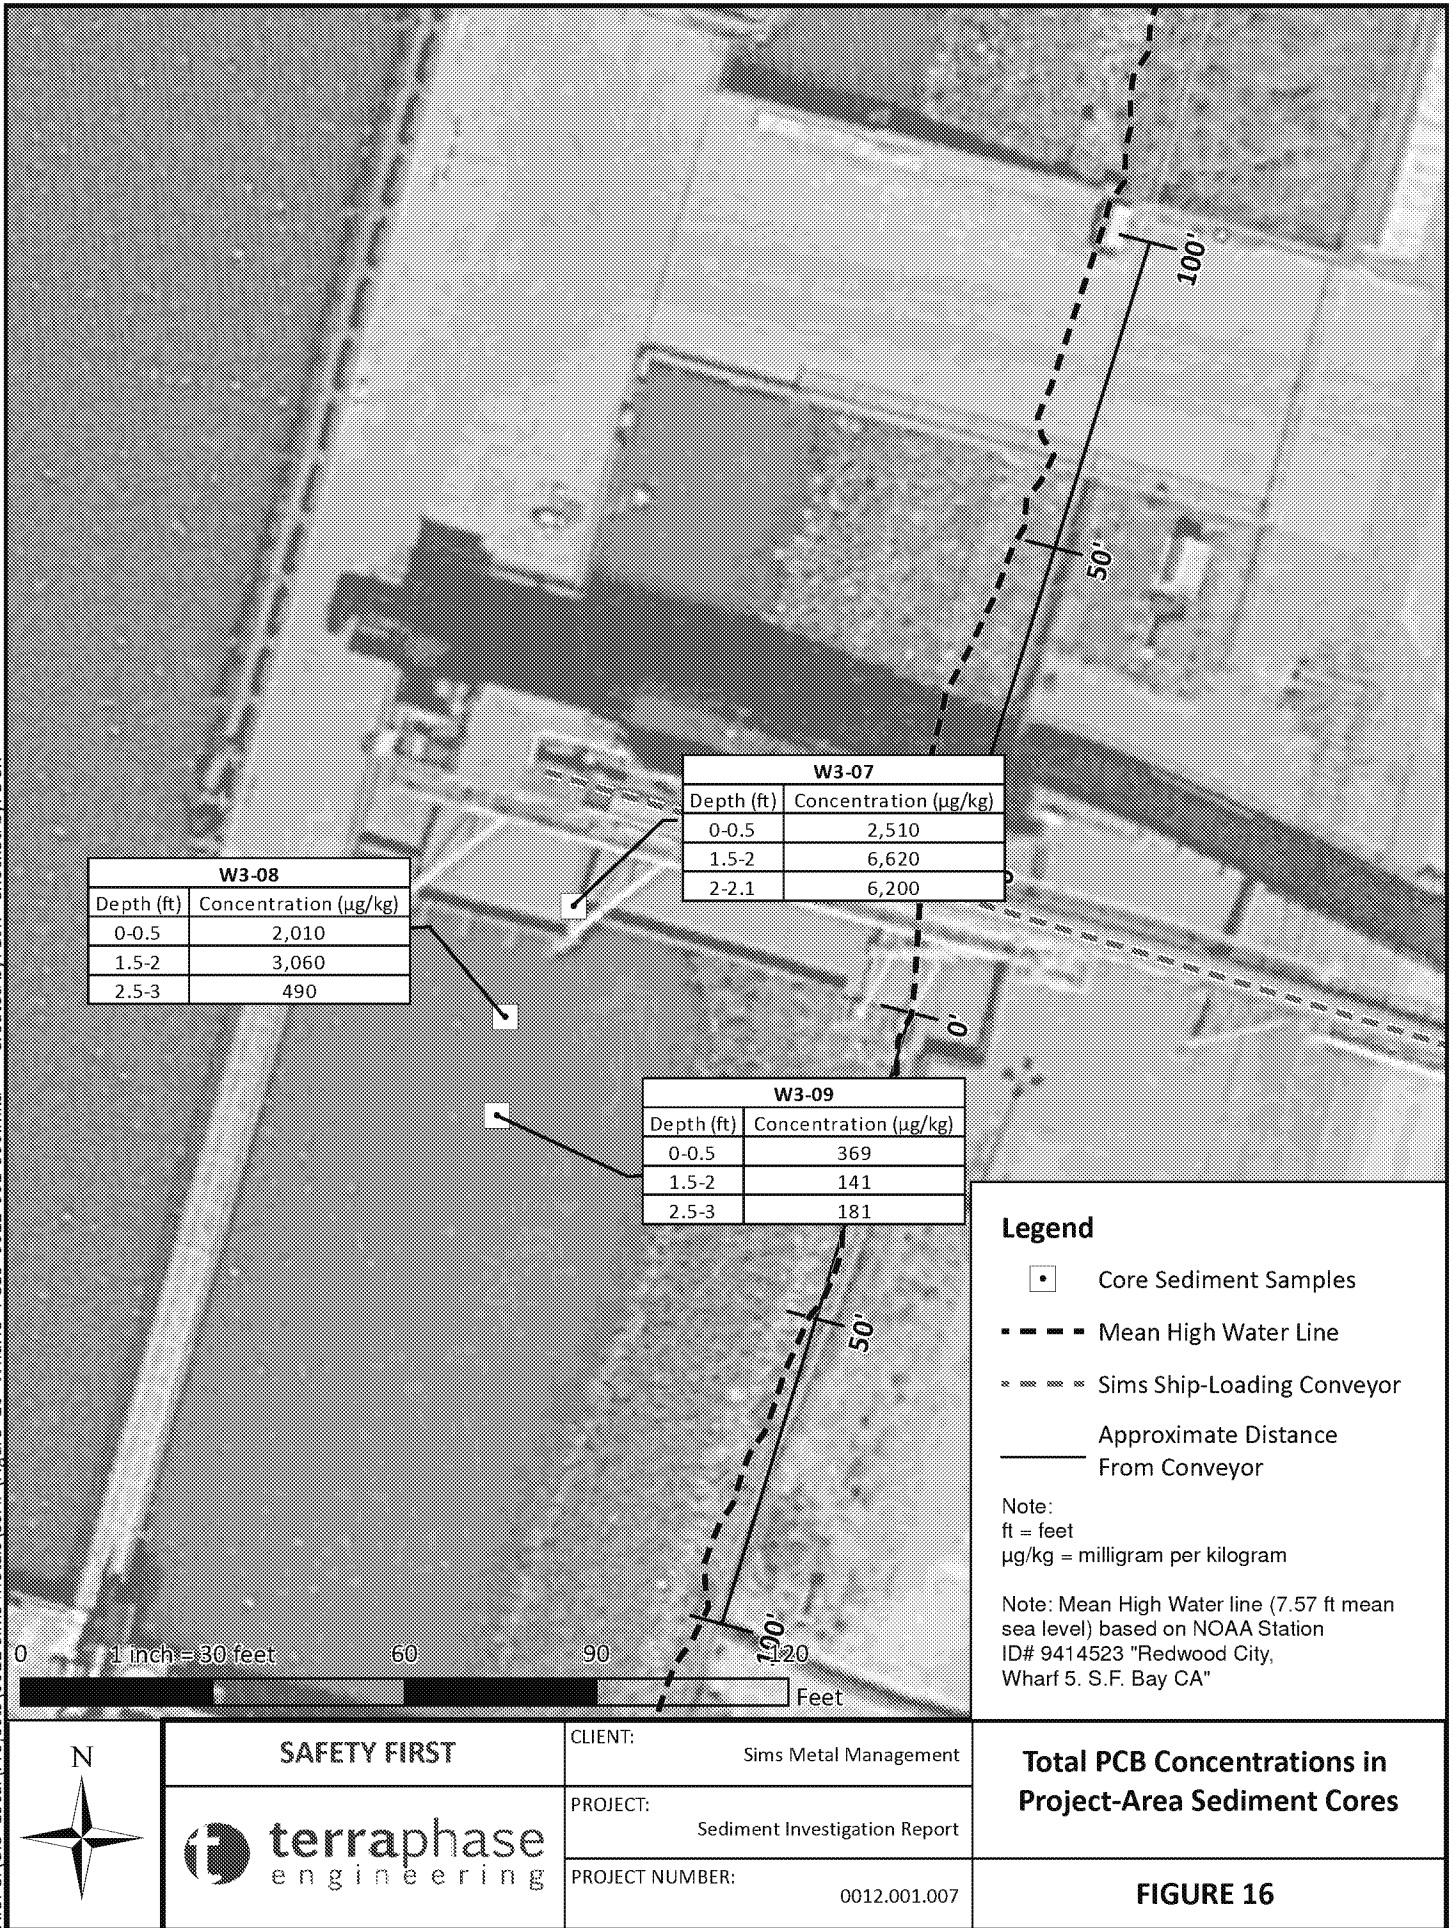 100'
50'
W3-07
Depth (ft) Concentration (µg/kg)
0-0.5 2,510
1.5-2 6,620
2-2.1 6,200
W3-08
Depth (ft) Concentration (µg/kg)
0-0.5 2,010
1.5-2 3,060
2.5-3 490
0'
W3-09
Depth (ft) Concentration (µg/kg)
0-0.5 369
1.5-2 141
2.5-3 181
50'
100'
Legend
Core Sediment Samples
Mean High Water Line
Sims Ship-Loading Conveyor
Approximate Distance
From Conveyor
Note:
ft = feet
µg/kg = milligram per kilogram
Note: Mean High Water line (7.57 ft mean
sea level) based on NOAA Station
ID# 9414523 "Redwood City,
Wharf 5. S.F. Bay CA"
0 1 inch = 30 feet 60 90 120
Feet
N
SAFETY FIRST
terraphase
engineering
CLIENT:
Sims Metal Management
PROJECT:
Sediment Investigation Report
PROJECT NUMBER:
0012.001.007
Total PCB Concentrations in
Project-Area Sediment Cores
FIGURE 16